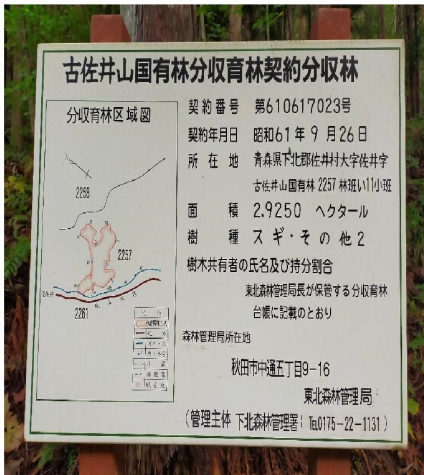 古佐井山国有林分収育林契約分収林
分収育林区域図
2258
2257
2261
契約番号 第610617023号
契約年月日 昭和61年9月26日
所在地 青森県下北郡佐井村大字佐井字
古佐井山国有林 2257林班い11小班
面積 2.9250 ヘクタール
樹種 スギ・その他2
樹木共有者の氏名及び持分割合
東北森林管理局長が保管する分収育林
台帳に記載のとおり
森林管理局所在地
秋田市中通五丁目9-16
東北森林管理局
(管理主体 下北森林管理署:TEL0175-22-1131)